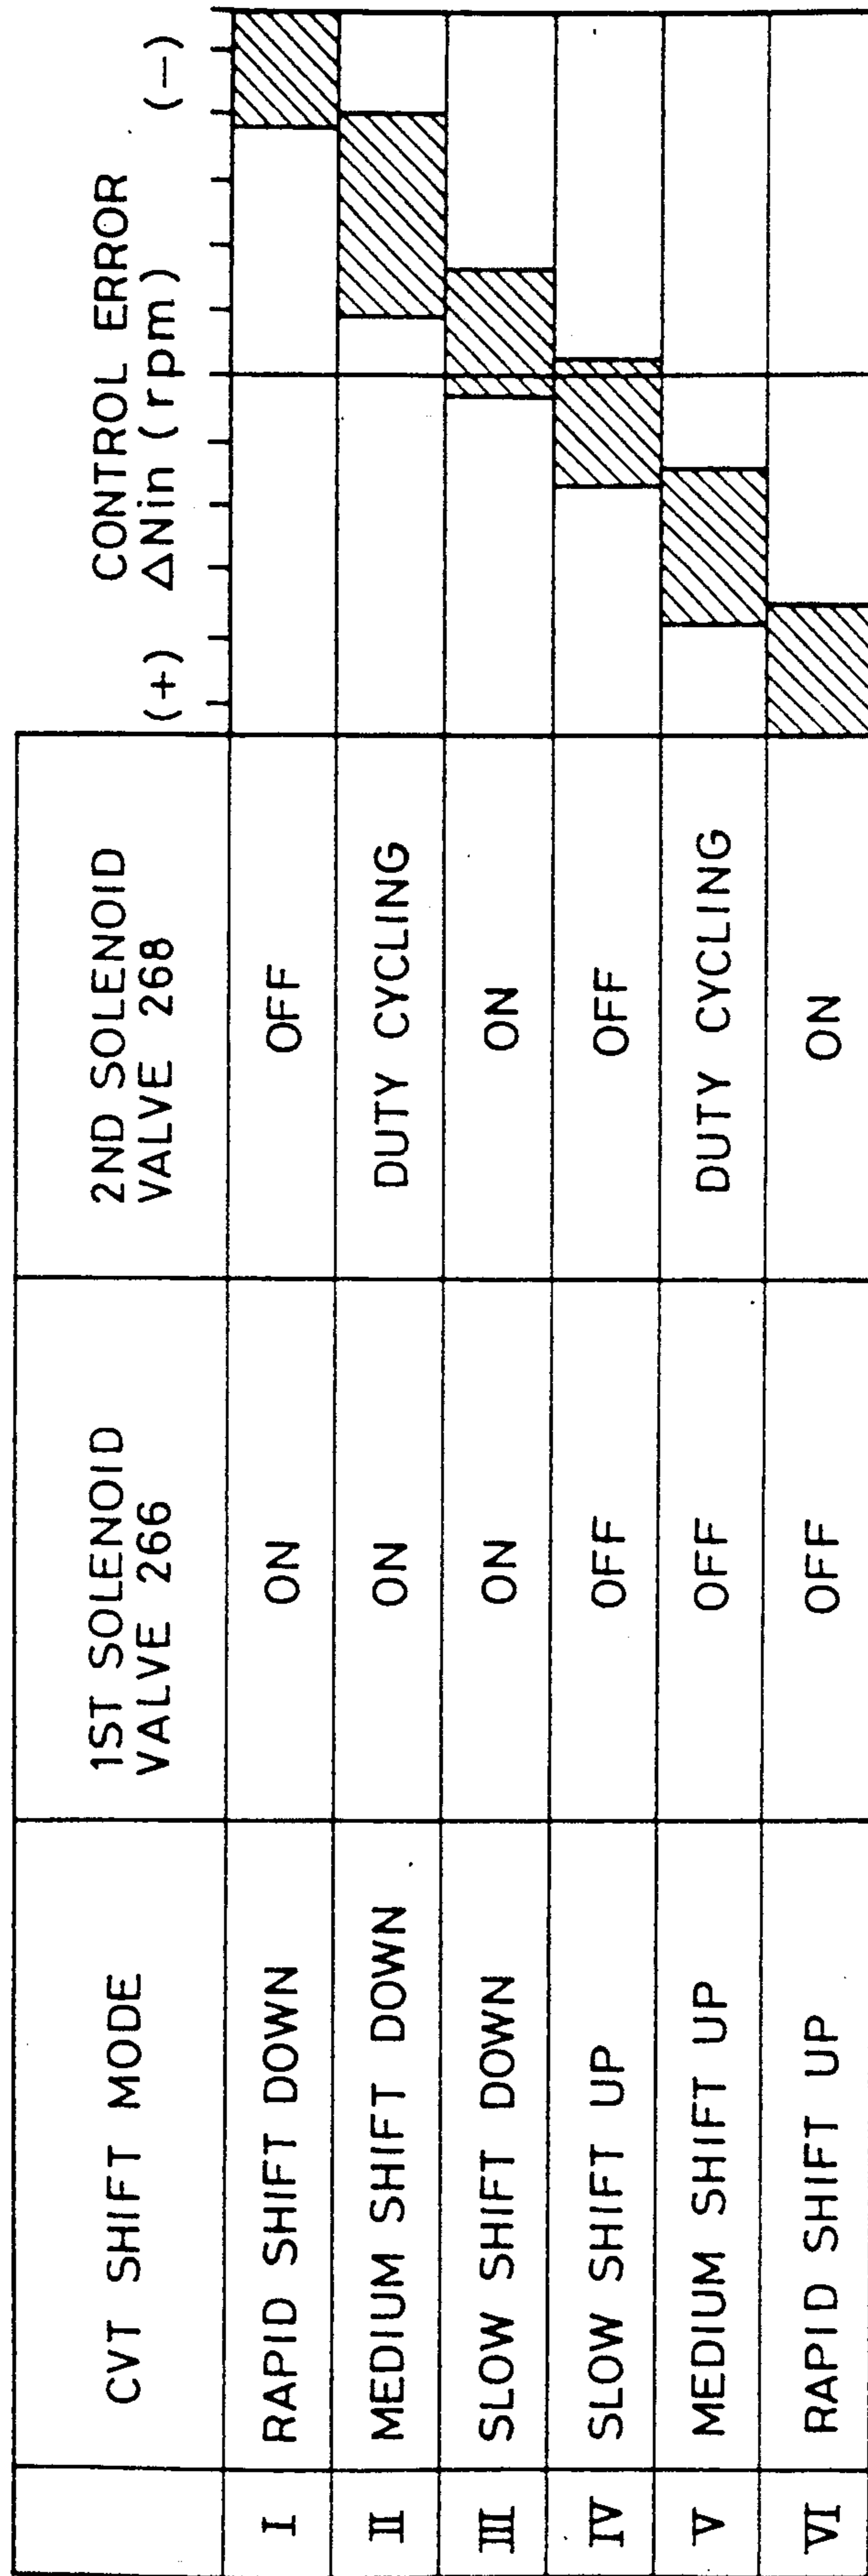 CVT SHIFT MODE
1ST SOLENOID
VALVE 266
2ND SOLENOID
VALVE 268
CONTROL ERROR
(+) ΔNin (rpm) (−)
I RAPID SHIFT DOWN ON OFF
II MEDIUM SHIFT DOWN ON DUTY CYCLING
III SLOW SHIFT DOWN ON ON
IV SLOW SHIFT UP OFF OFF
V MEDIUM SHIFT UP OFF DUTY CYCLING
VI RAPID SHIFT UP OFF ON